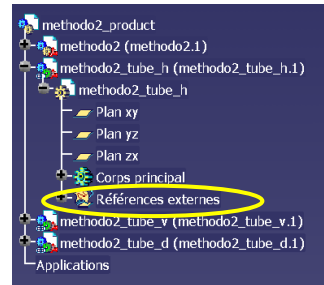 methodo2_product
methodo2 (methodo2.1)
methodo2_tube_h (methodo2_tube_h.1)
methodo2_tube_h
Plan xy
Plan yz
Plan zx
Corps principal
Références externes
methodo2_tube_v (methodo2_tube_v.1)
methodo2_tube_d (methodo2_tube_d.1)
Applications